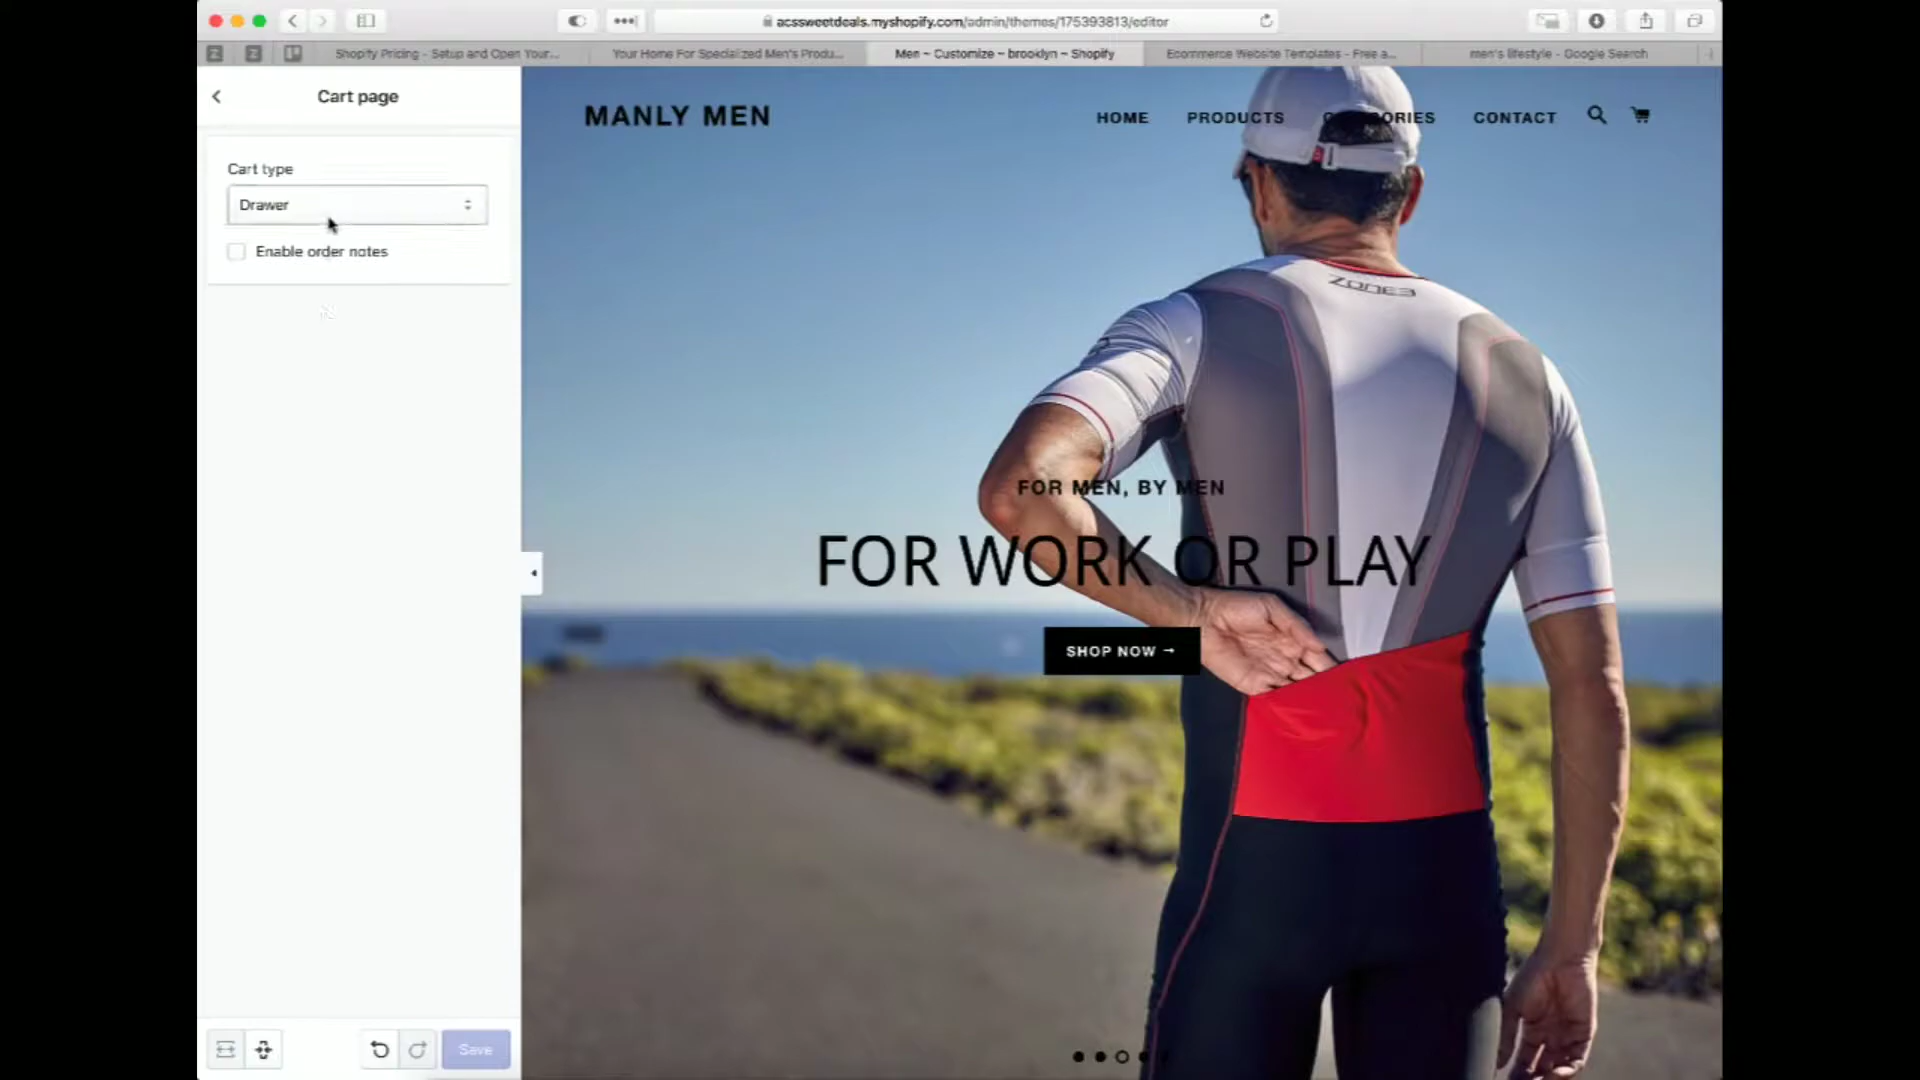 acssweetdeals.myshopify.com/admin/themes/175393813/editor
Shopify Pricing - Setup and Open Your...
Your Home For Specialized Men's Produ...
Men ~ Customize ~ brooklyn ~ Shopify
Ecommerce Website Templates - Free a...
men's lifestyle - Google Search
Cart page
Cart type
Drawer
Enable order notes
Save
MANLY MEN
HOME
PRODUCTS
CONTACT
ZONE3
FOR MEN, BY MEN
FOR WORK OR PLAY
SHOP NOW →